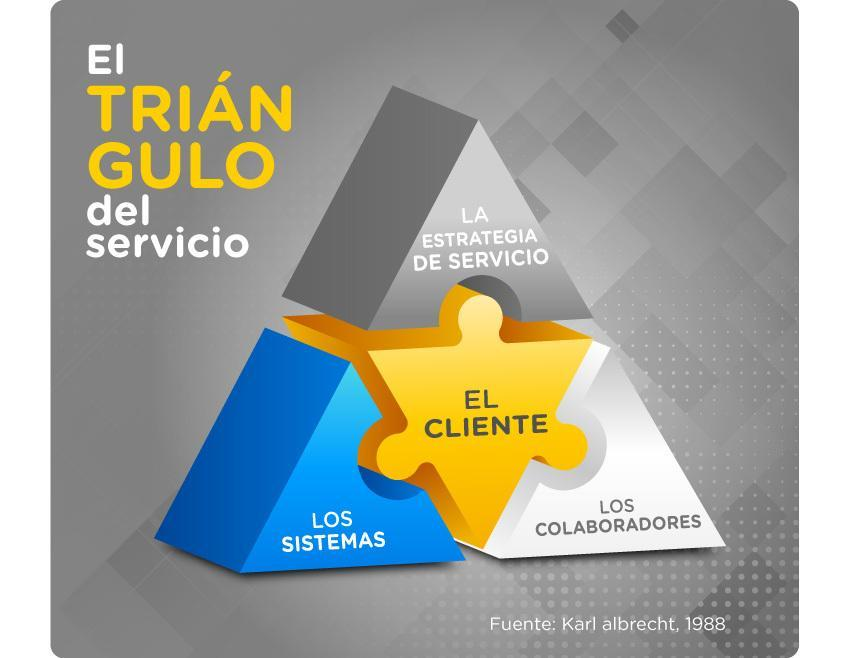 El
TRIÁN
GULO
del
servicio
LA
ESTRATEGIA
DE SERVICIO
EL
CLIENTE
LOS
SISTEMAS
LOS
COLABORADORES
Fuente: Karl albrecht, 1988